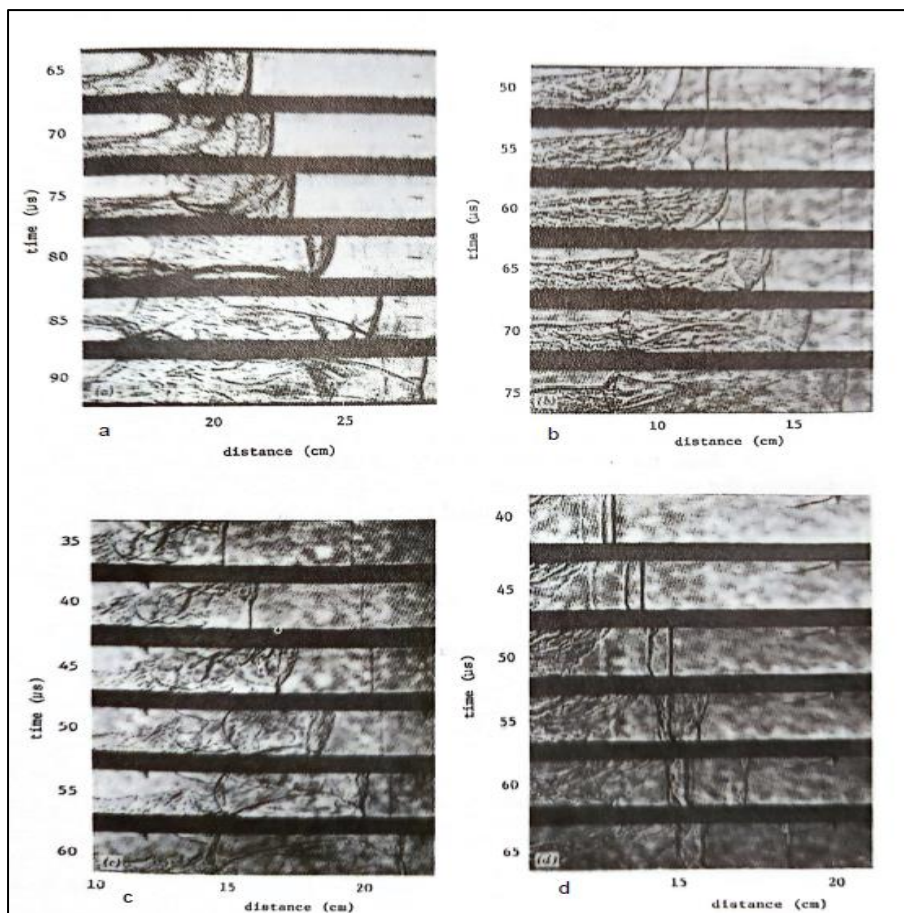 65
70
75
80
85
90
time (μs)
(a)
a
20 25
distance (cm)
50
55
60
65
70
75
time (μs)
(b)
b
10 15
distance (cm)
35
40
45
50
55
60
time (μs)
(c)
c
10 15 20
distance (cm)
40
45
50
55
60
65
time (μs)
(d)
d
15 20
distance (cm)